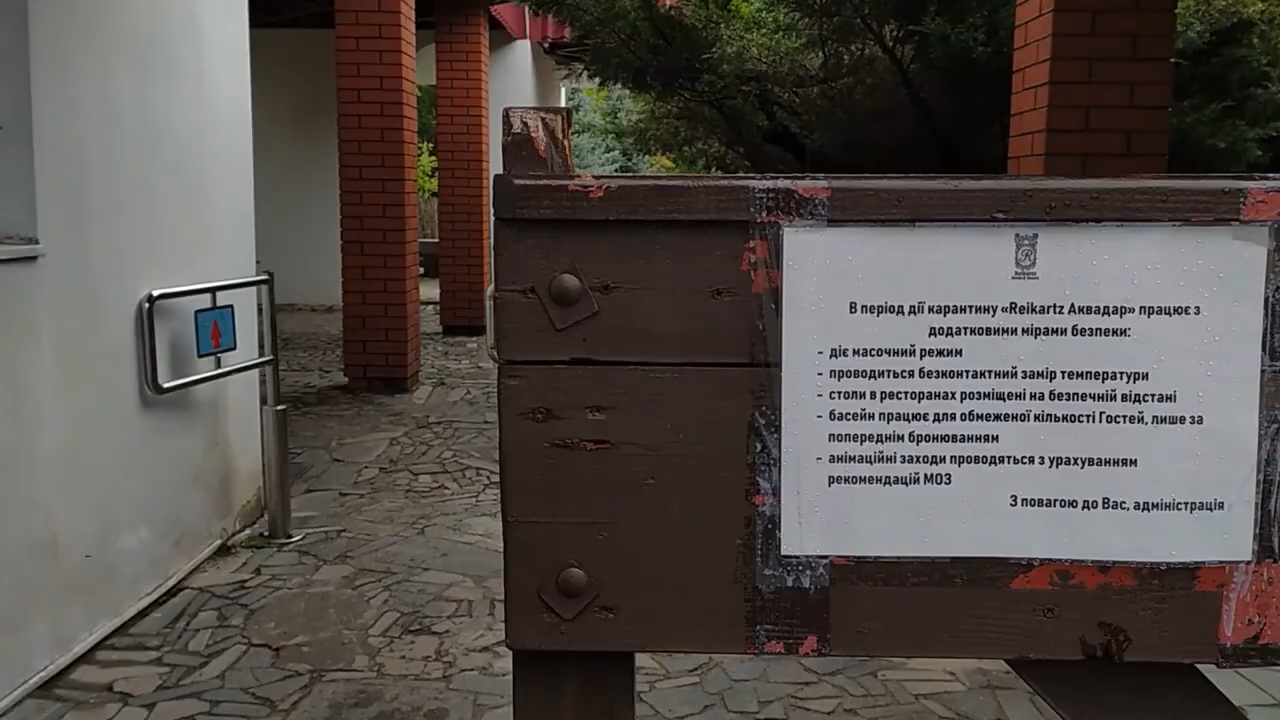 Reikartz
В період дії карантину «Reikartz Аквадар» працює з
додатковими мірами безпеки:
- діє масочний режим
- проводиться безконтактний замір температури
- столи в ресторанах розміщені на безпечній відстані
- басейн працює для обмеженої кількості Гостей, лише за
попереднім бронюванням
- анімаційні заходи проводяться з урахуванням
рекомендацій МОЗ
З повагою до Вас, адміністрація